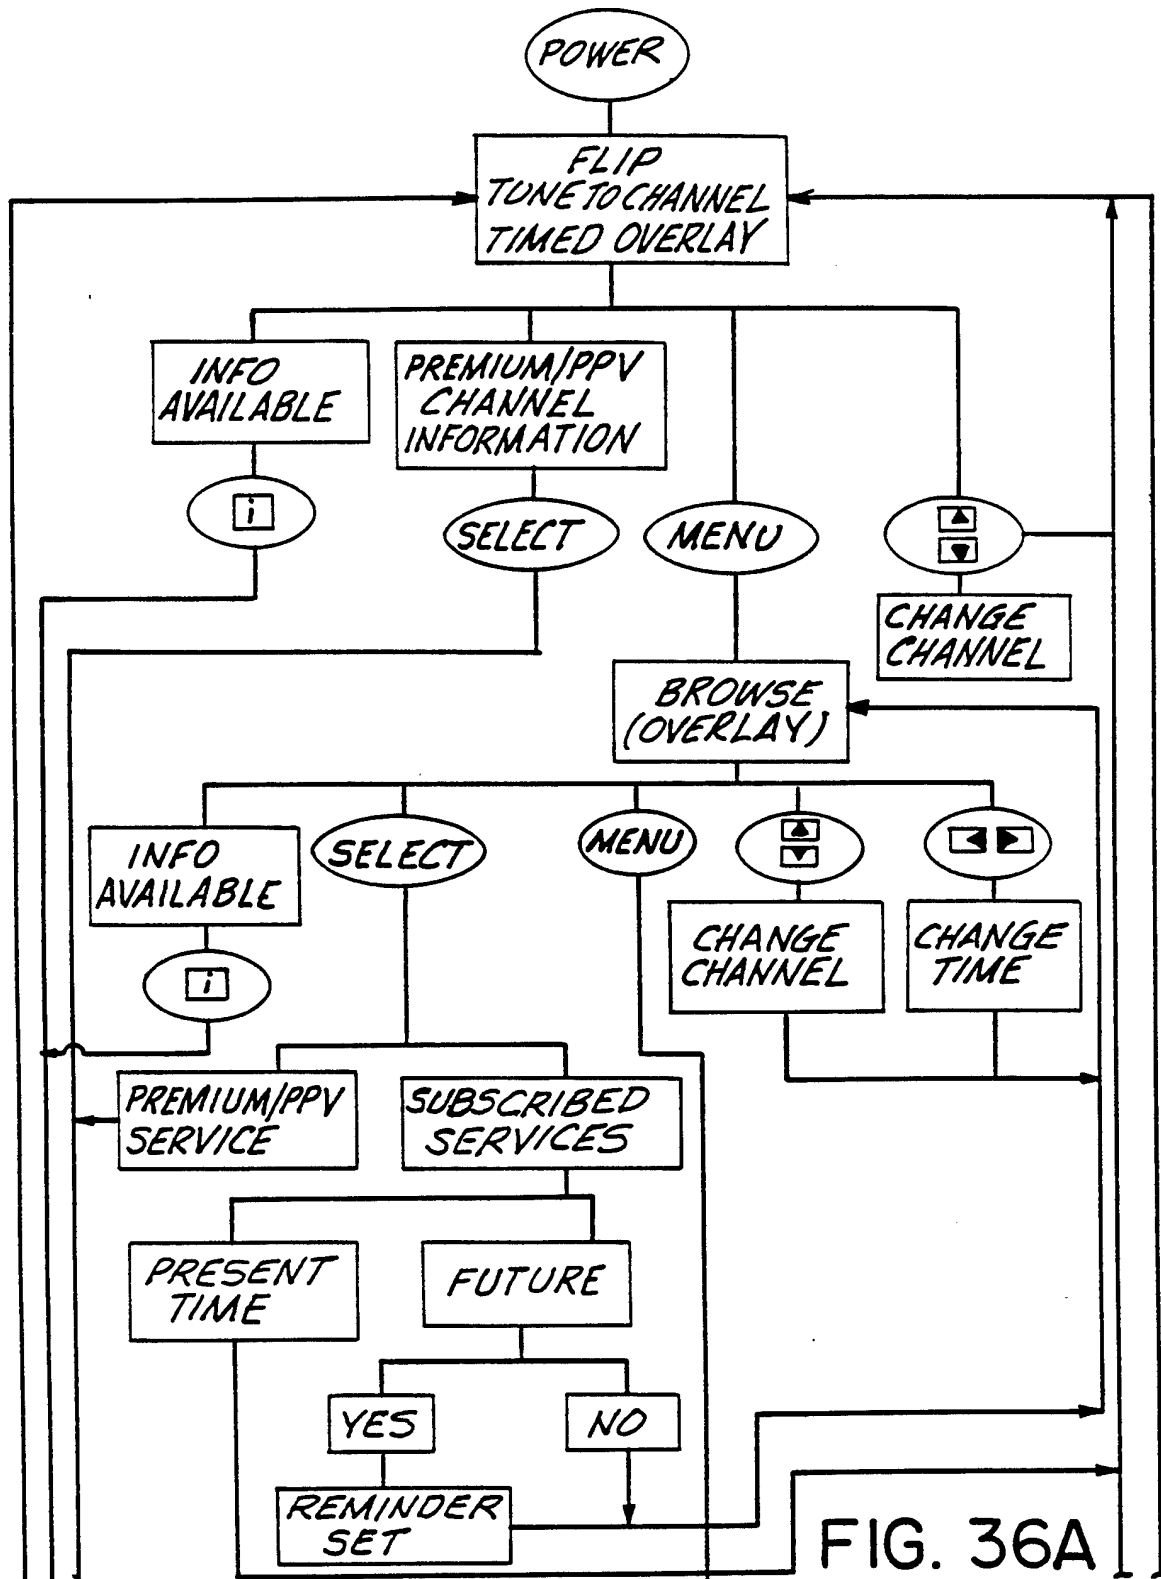 POWER
FLIP
TUNE TO CHANNEL
TIMED OVERLAY
INFO
AVAILABLE
PREMIUM/PPV
CHANNEL
INFORMATION
i
SELECT
MENU
CHANGE
CHANNEL
BROWSE
(OVERLAY)
INFO
AVAILABLE
SELECT
MENU
CHANGE
CHANNEL
CHANGE
TIME
i
PREMIUM/PPV
SERVICE
SUBSCRIBED
SERVICES
PRESENT
TIME
FUTURE
YES
NO
REMINDER
SET
FIG. 36A